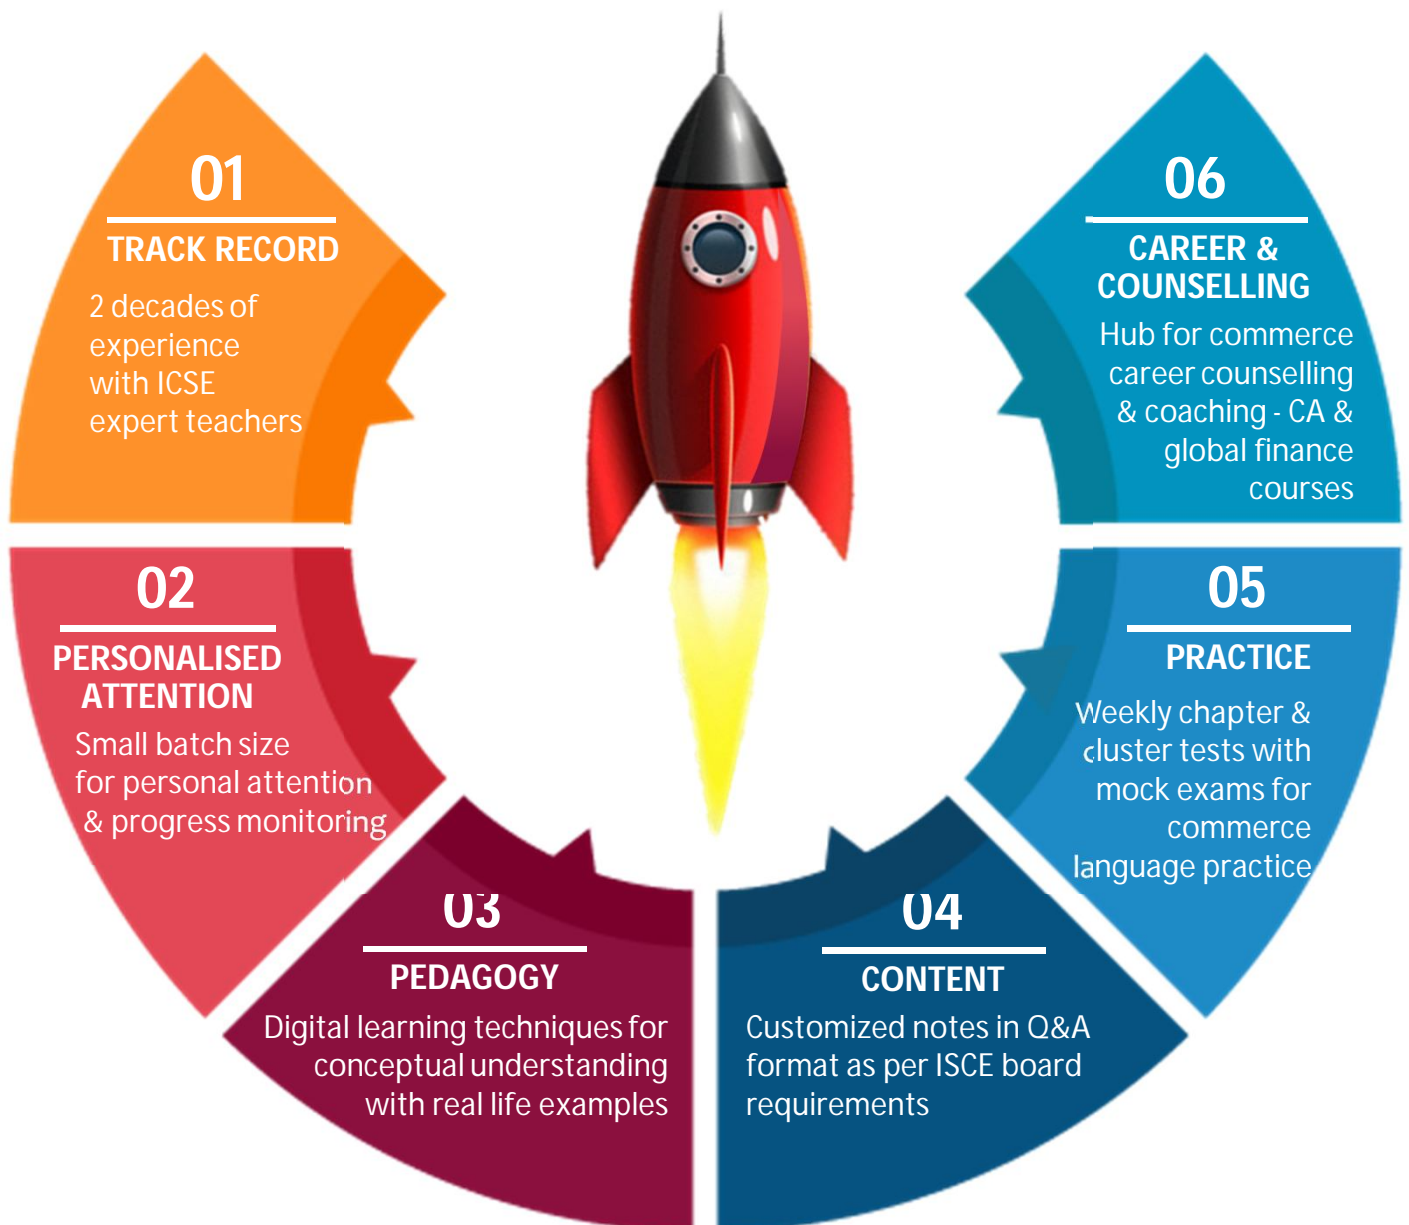 01
TRACK RECORD
2 decades of
experience
with ICSE
expert teachers
02
PERSONALISED
ATTENTION
Small batch size
for personal attention
& progress monitoring
03
PEDAGOGY
Digital learning techniques for
conceptual understanding
with real life examples
04
CONTENT
Customized notes in Q&A
format as per ISCE board
requirements
05
PRACTICE
Weekly chapter &
cluster tests with
mock exams for
commerce
language practice
06
CAREER &
COUNSELLING
Hub for commerce
career counselling
& coaching - CA &
global finance
courses